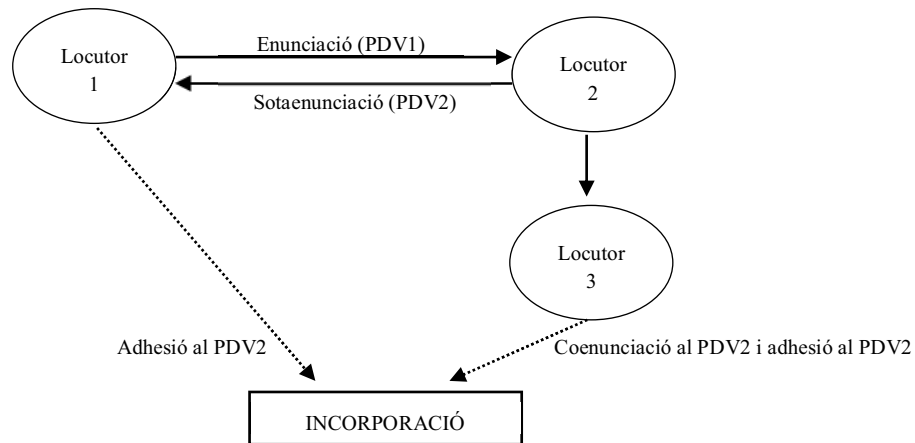 Locutor
1
Enunciació (PDV1)
Sotaenunciació (PDV2)
Locutor
2
Locutor
3
Adhesió al PDV2
Coenunciació al PDV2 i adhesió al PDV2
INCORPORACIÓ